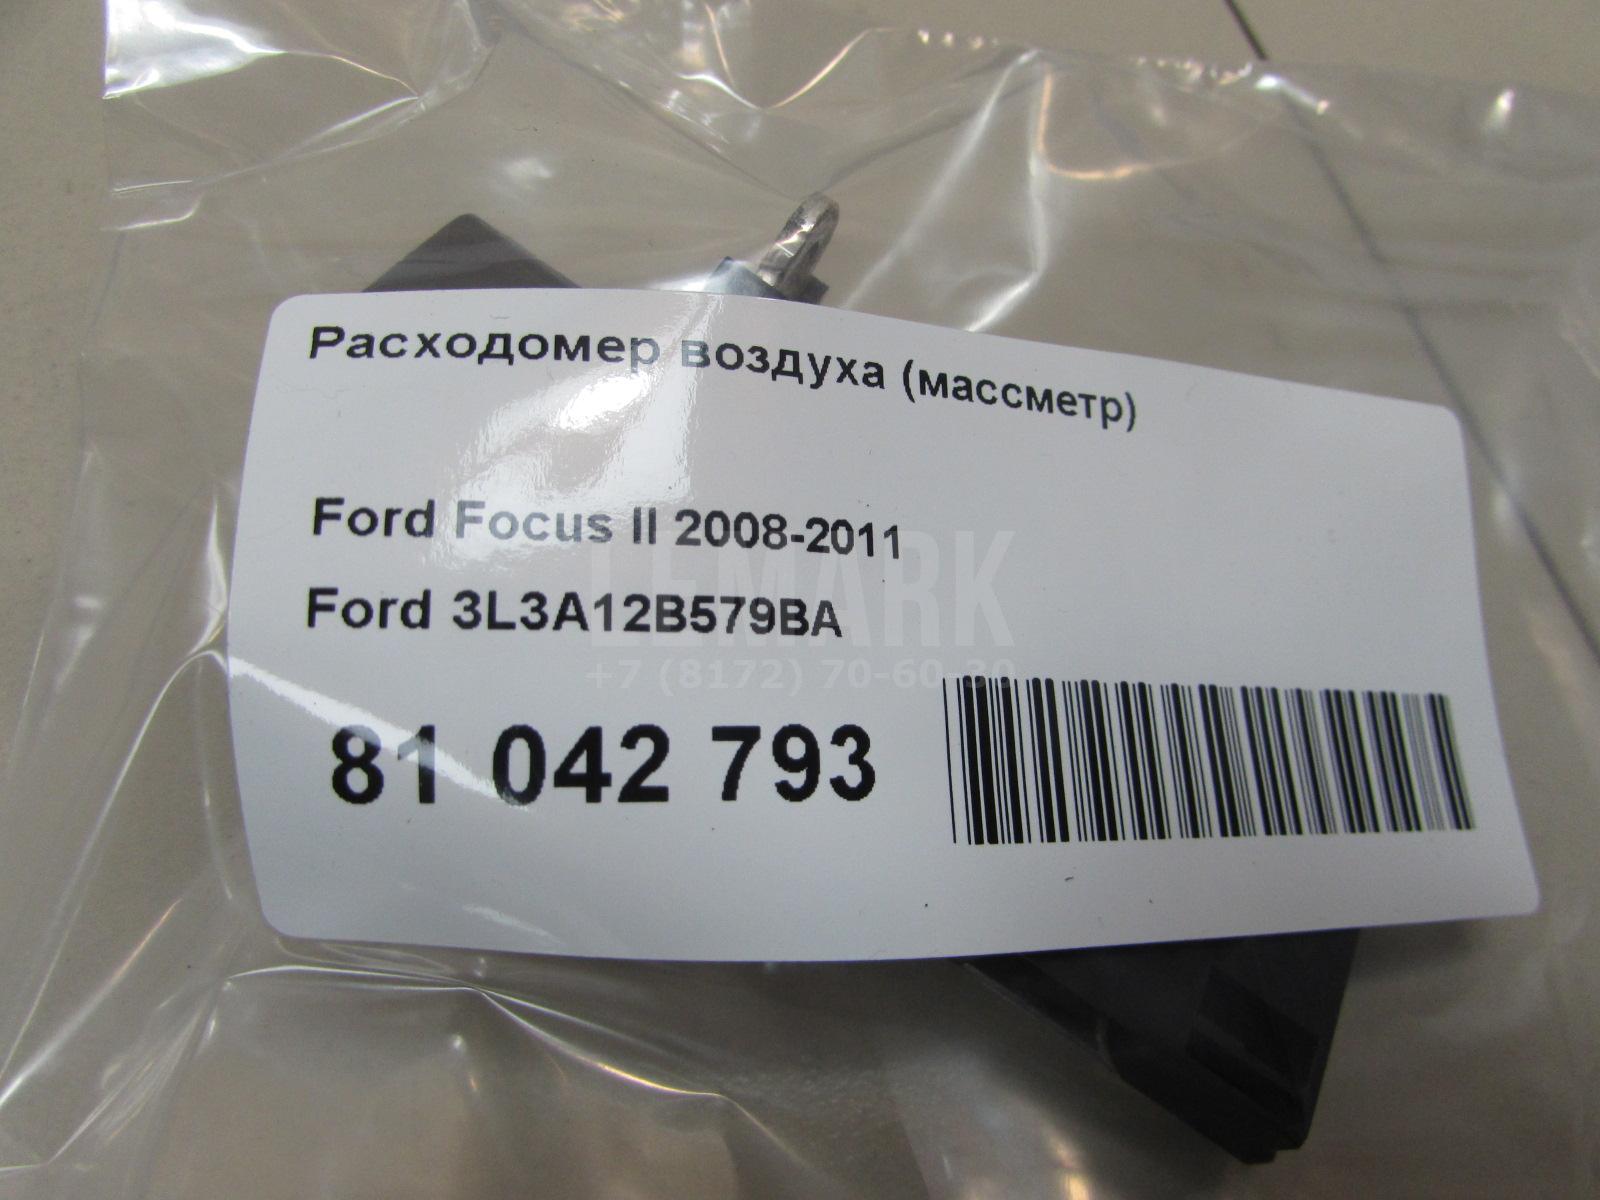 Расходомер воздуха (массметр)
Ford Focus II 2008-2011
Ford 3L3A12B579BA
LEMARK
+7 (8172) 70-60-30
81 042 793